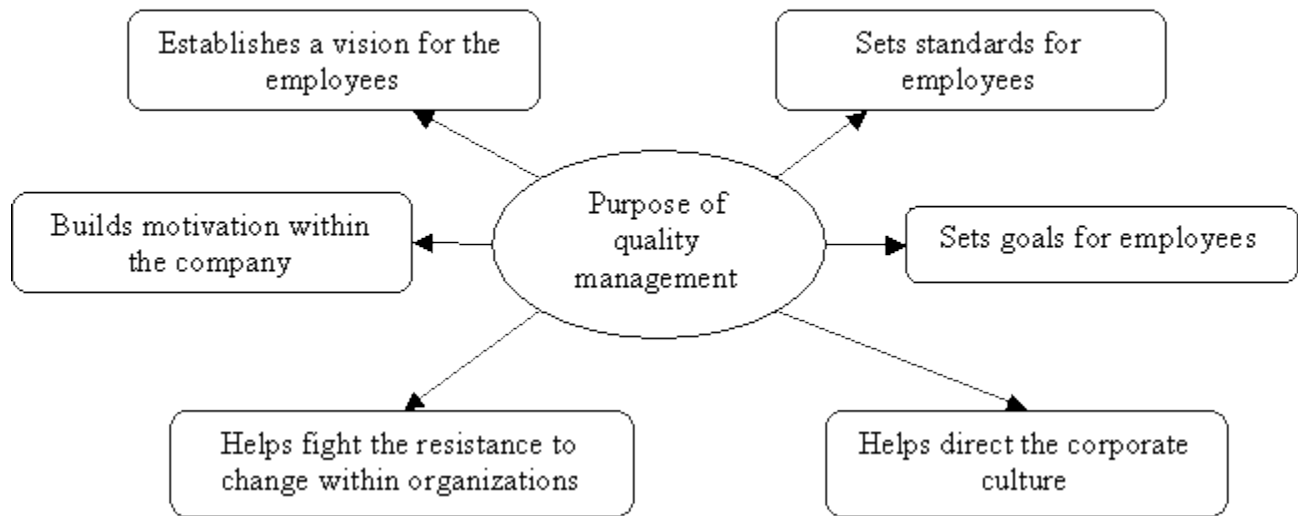 Establishes a vision for the
employees
Sets standards for
employees
Purpose of
quality
management
Builds motivation within
the company
Sets goals for employees
Helps fight the resistance to
change within organizations
Helps direct the corporate
culture